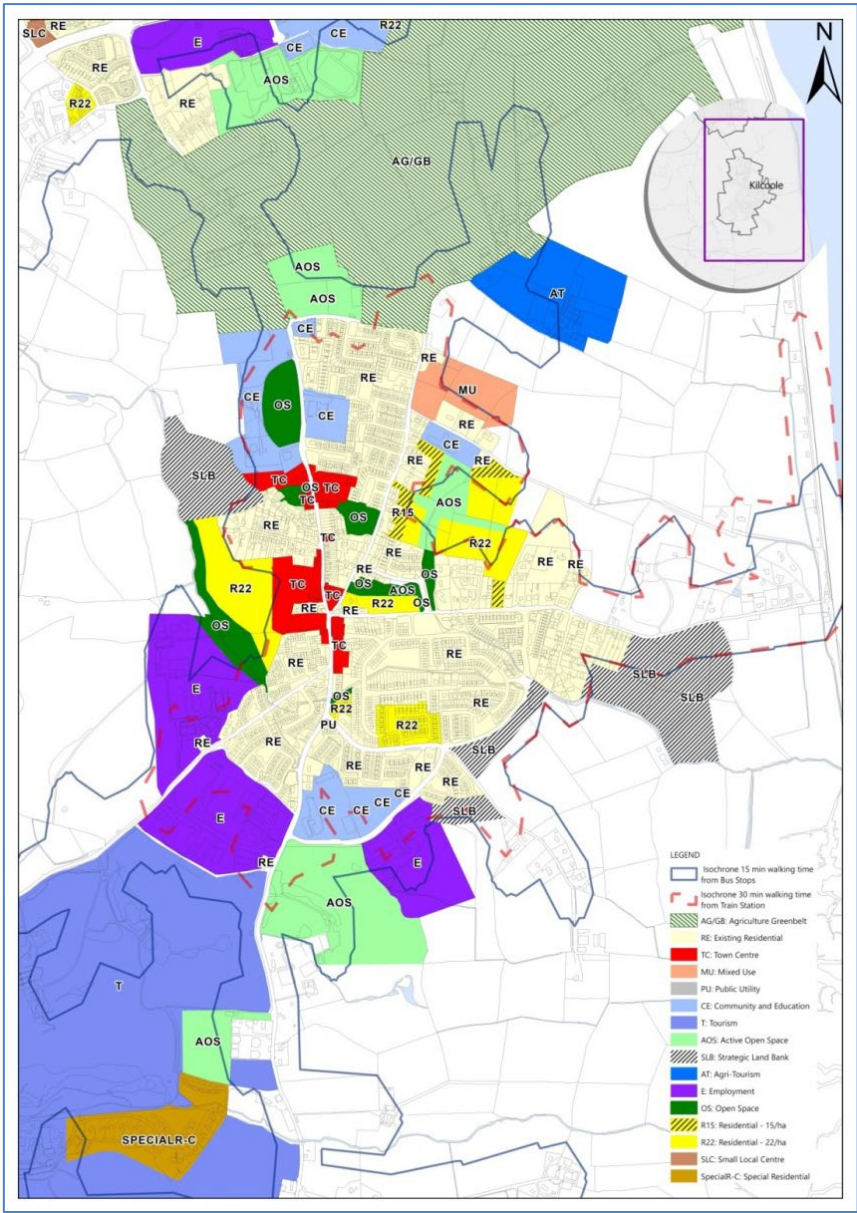 RE
SLC
E
CE
CE
R22
N
RE
AOS
R22
RE
AG/GB
Kilcoole
AOS
AOS
AT
CE
RE
RE
MU
CE
OS
CE
RE
CE
RE
RE
SLB
TC
OS
TC
TC
AOS
OS
R15
RE
TC
R22
RE
RE
RE
RE
OS
R22
TC
OS
AOS
TC
R22
OS
RE
RE
OS
TC
RE
RE
SLB
SLB
E
OS
R22
R22
RE
PU
RE
RE
SLB
RE
RE
RE
CE
CE
CE
CE
SLB
E
RE
E
AOS
T
AOS
SPECIALR-C
LEGEND
Isochrone 15 min walking time
from Bus Stops
Isochrone 30 min walking time
from Train Station
AG/GB: Agriculture Greenbelt
RE: Existing Residential
TC: Town Centre
MU: Mixed Use
PU: Public Utility
CE: Community and Education
T: Tourism
AOS: Active Open Space
SLB: Strategic Land Bank
AT: Agri-Tourism
E: Employment
OS: Open Space
R15: Residential - 15/ha
R22: Residential - 22/ha
SLC: Small Local Centre
SpecialR-C: Special Residential